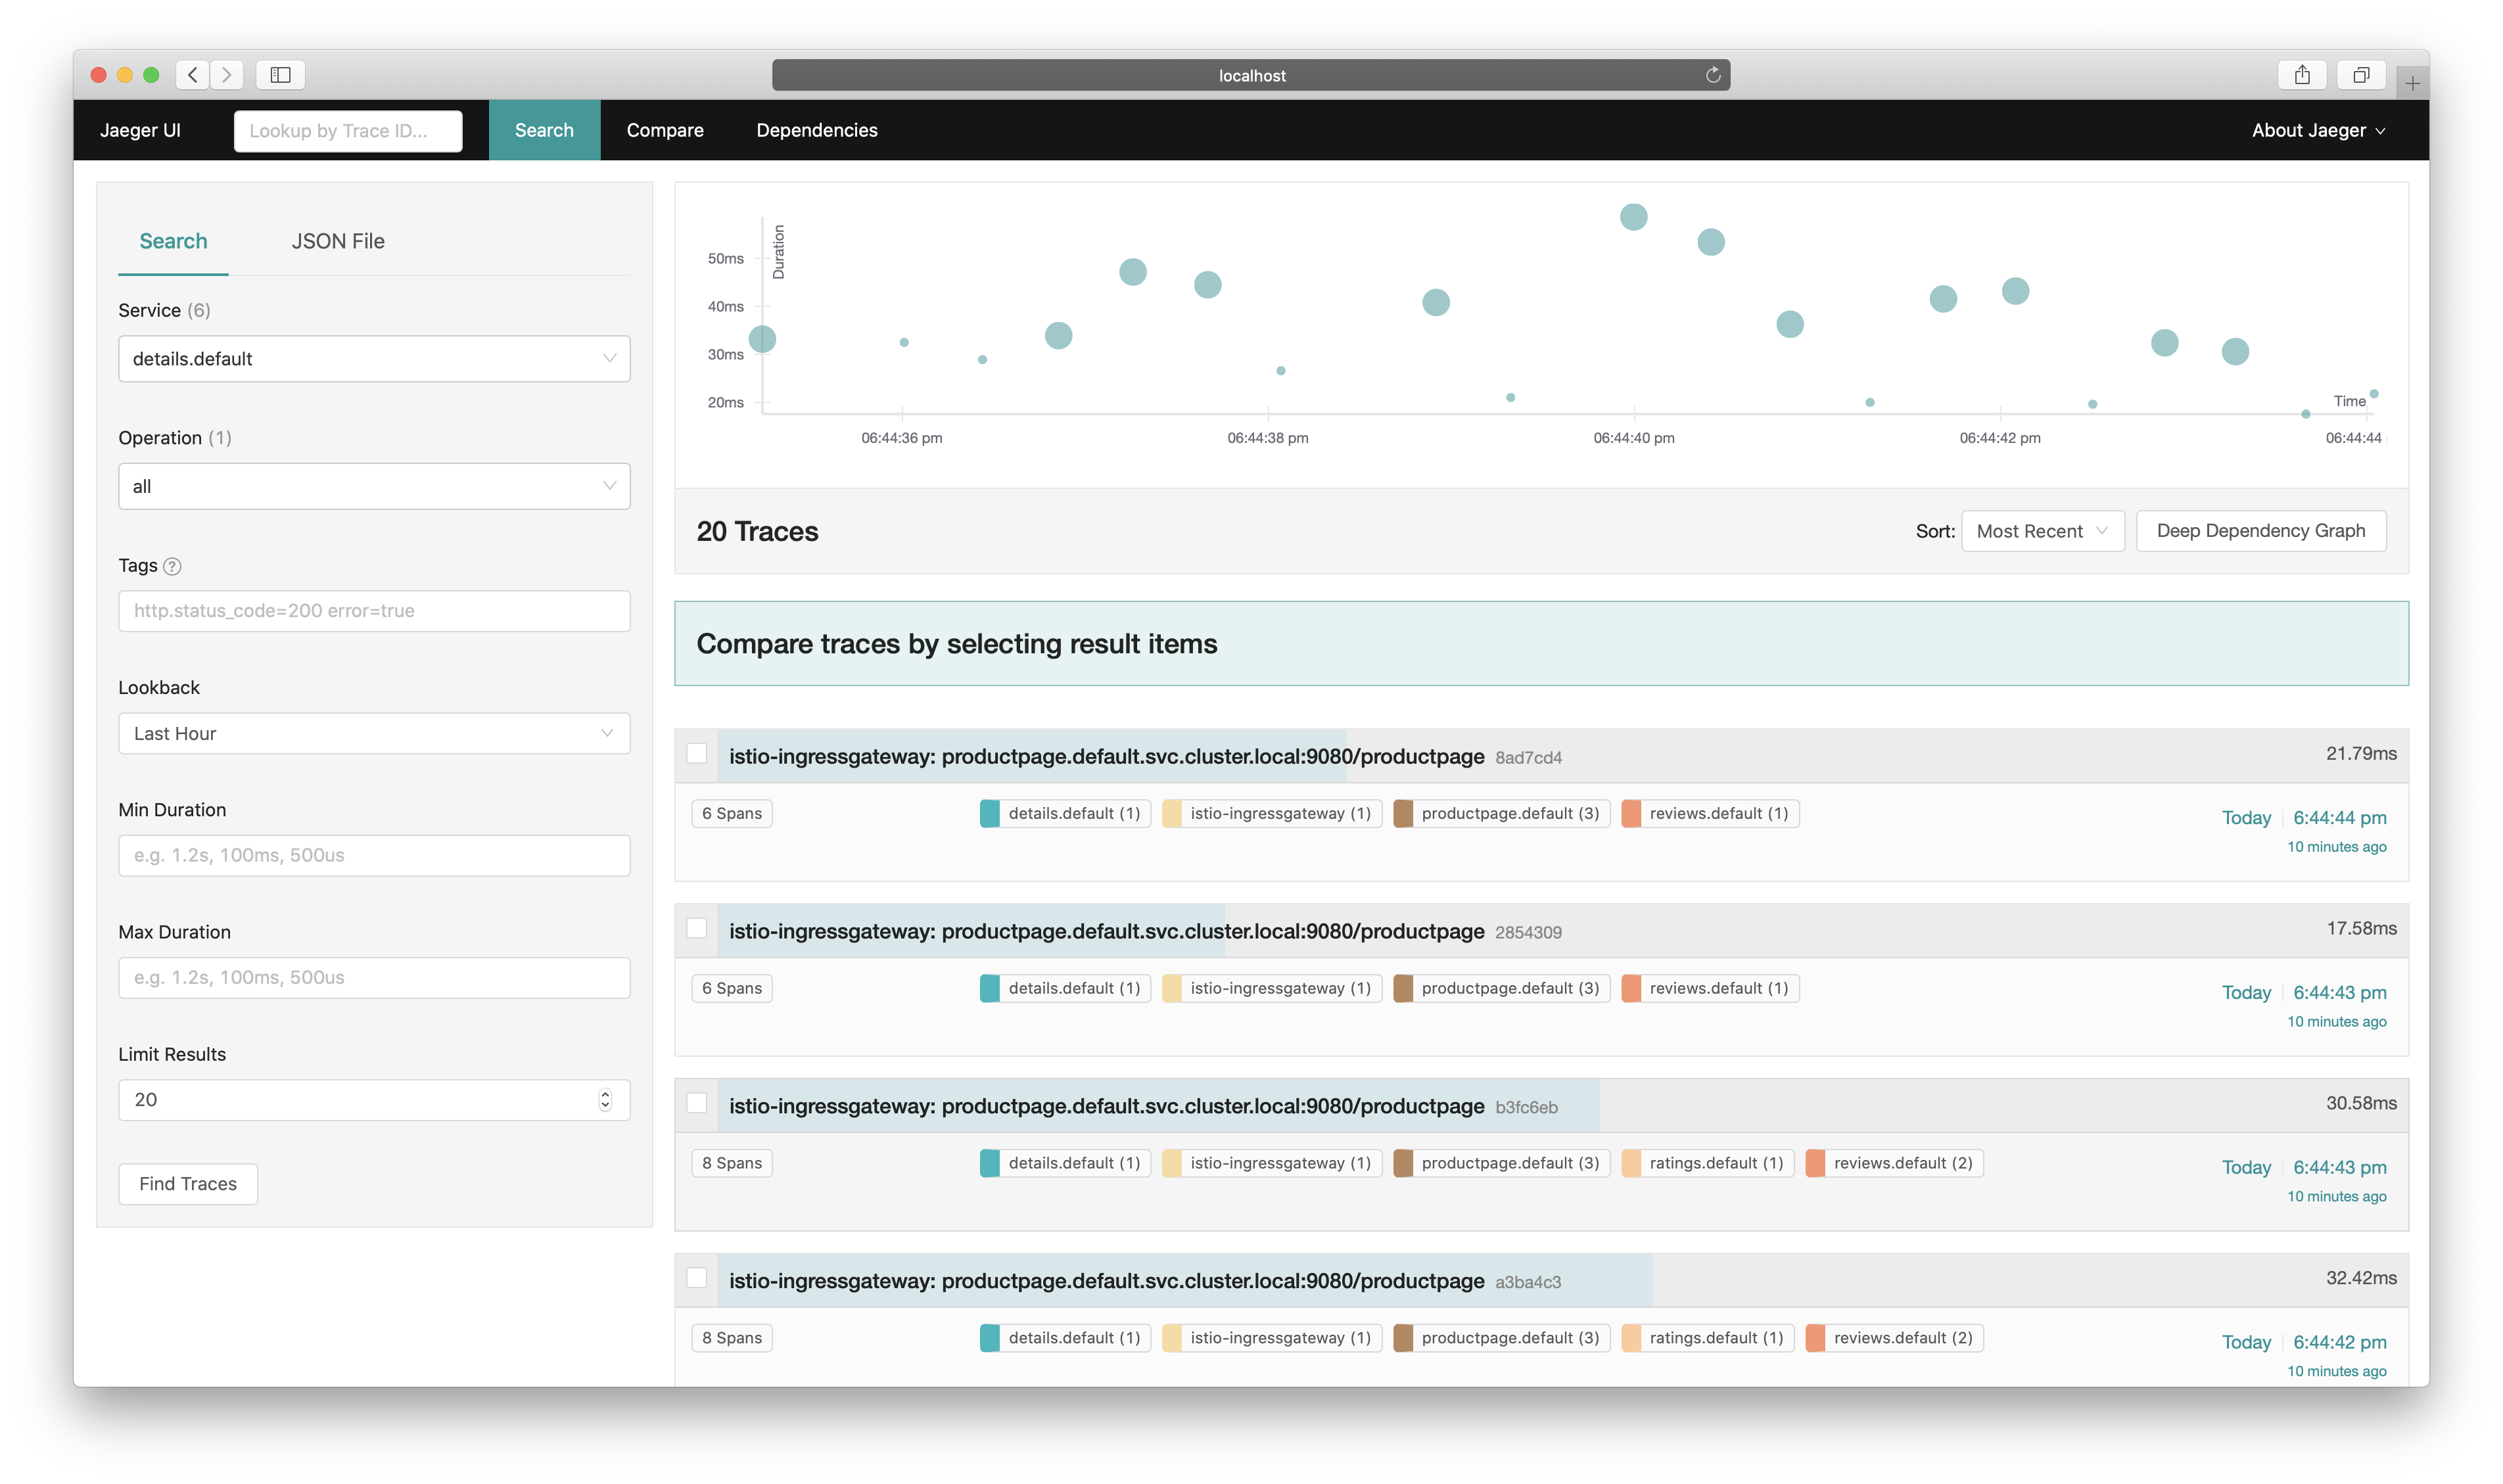 localhost
Jaeger UI
Lookup by Trace ID...
Search
Compare
Dependencies
About Jaeger
Search
JSON File
Service (6)
details.default
Operation (1)
all
Tags ?
http.status_code=200 error=true
Lookback
Last Hour
Min Duration
e.g. 1.2s, 100ms, 500us
Max Duration
e.g. 1.2s, 100ms, 500us
Limit Results
20
Find Traces
Duration
50ms
40ms
30ms
20ms
Time
06:44:36 pm
06:44:38 pm
06:44:40 pm
06:44:42 pm
06:44:44
20 Traces
Sort:
Most Recent
Deep Dependency Graph
Compare traces by selecting result items
istio-ingressgateway: productpage.default.svc.cluster.local:9080/productpage 8ad7cd4
21.79ms
6 Spans
details.default (1)
istio-ingressgateway (1)
productpage.default (3)
reviews.default (1)
Today
6:44:44 pm
10 minutes ago
istio-ingressgateway: productpage.default.svc.cluster.local:9080/productpage 2854309
17.58ms
6 Spans
details.default (1)
istio-ingressgateway (1)
productpage.default (3)
reviews.default (1)
Today
6:44:43 pm
10 minutes ago
istio-ingressgateway: productpage.default.svc.cluster.local:9080/productpage b3fc6eb
30.58ms
8 Spans
details.default (1)
istio-ingressgateway (1)
productpage.default (3)
ratings.default (1)
reviews.default (2)
Today
6:44:43 pm
10 minutes ago
istio-ingressgateway: productpage.default.svc.cluster.local:9080/productpage a3ba4c3
32.42ms
8 Spans
details.default (1)
istio-ingressgateway (1)
productpage.default (3)
ratings.default (1)
reviews.default (2)
Today
6:44:42 pm
10 minutes ago